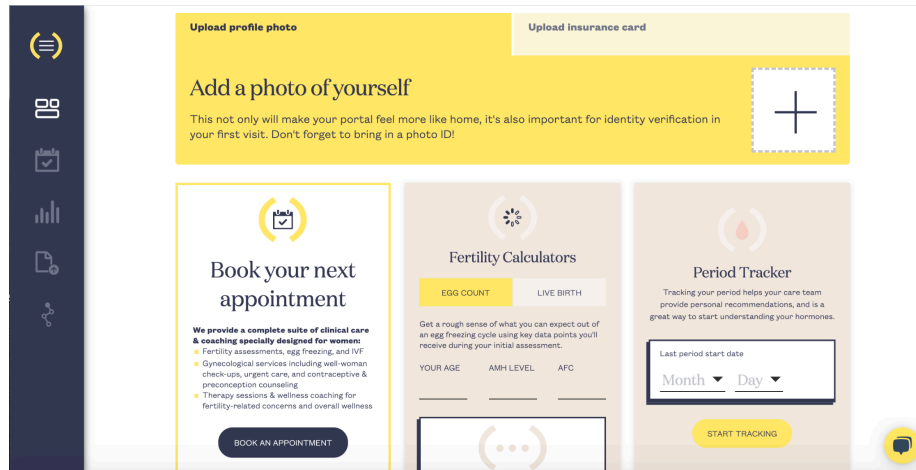 Upload profile photo
Upload insurance card
Add a photo of yourself
This not only will make your portal feel more like home, it's also important for identity verification in
your first visit. Don't forget to bring in a photo ID!
Book your next
appointment
We provide a complete suite of clinical care
& coaching specially designed for women:
Fertility assessments, egg freezing, and IVF
Gynecological services including well-woman
check-ups, urgent care, and contraceptive &
preconception counseling
Therapy sessions & wellness coaching for
fertility-related concerns and overall wellness
BOOK AN APPOINTMENT
Fertility Calculators
EGG COUNT
LIVE BIRTH
Get a rough sense of what you can expect out of
an egg freezing cycle using key data points you'll
receive during your initial assessment.
YOUR AGE
AMH LEVEL
AFC
Period Tracker
Tracking your period helps your care team
provide personal recommendations, and is a
great way to start understanding your hormones.
Last period start date
Month
Day
START TRACKING